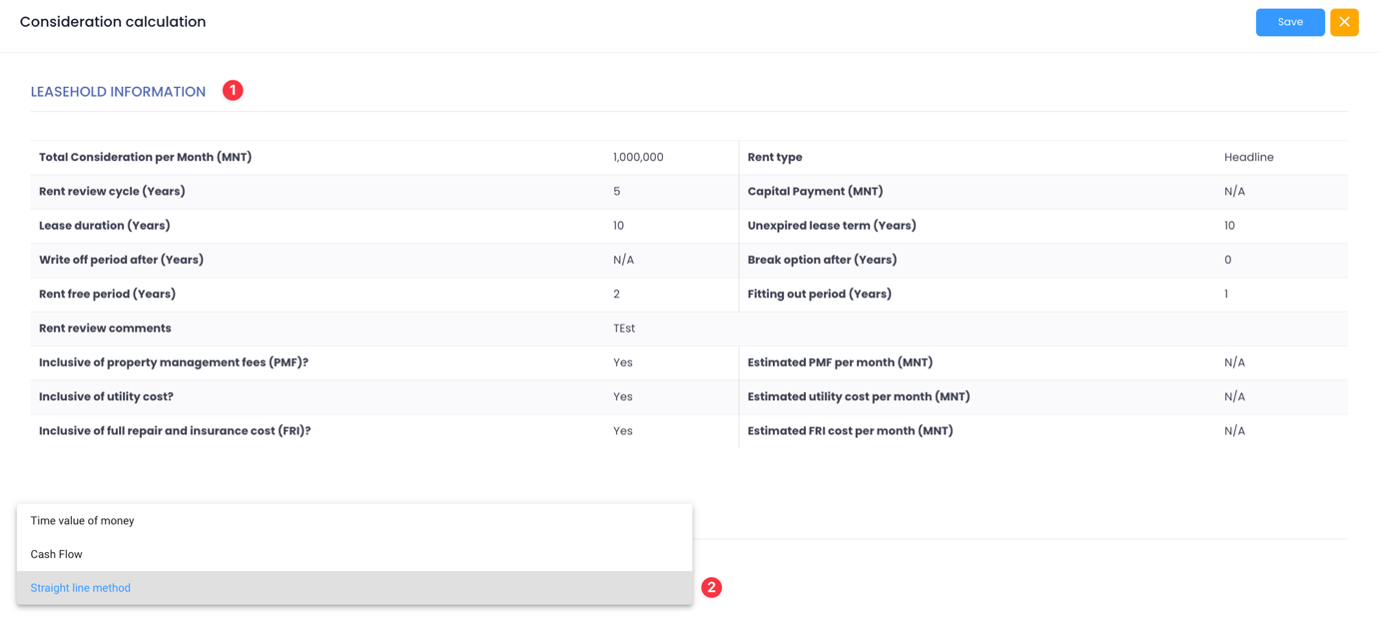 Consideration calculation
Save
LEASEHOLD INFORMATION 1
Total Consideration per Month (MNT) 1,000,000 Rent type Headline
Rent review cycle (Years) 5 Capital Payment (MNT) N/A
Lease duration (Years) 10 Unexpired lease term (Years) 10
Write off period after (Years) N/A Break option after (Years) 0
Rent free period (Years) 2 Fitting out period (Years) 1
Rent review comments TEst
Inclusive of property management fees (PMF)? Yes Estimated PMF per month (MNT) N/A
Inclusive of utility cost? Yes Estimated utility cost per month (MNT) N/A
Inclusive of full repair and insurance cost (FRI)? Yes Estimated FRI cost per month (MNT) N/A
Time value of money
Cash Flow
Straight line method 2